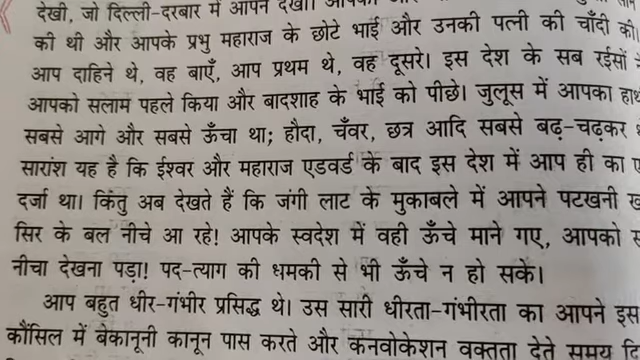 देखी, जो दिल्ली-दरबार में आपने देखी।
की थी और आपके प्रभु महाराज के छोटे भाई और उनकी पत्नी की चाँदी की।
आप दाहिने थे, वह बाएँ, आप प्रथम थे, वह दूसरे। इस देश के सब रईसों
आपको सलाम पहले किया और बादशाह के भाई को पीछे। जुलूस में आपका
सबसे आगे और सबसे ऊँचा था; हौदा, चँवर, छत्र आदि सबसे बढ़-चढ़कर
सारांश यह है कि ईश्वर और महाराज एडवर्ड के बाद इस देश में आप ही का
दर्जा था। किंतु अब देखते हैं कि जंगी लाट के मुकाबले में आपने पटखनी
सिर के बल नीचे आ रहे! आपके स्वदेश में वही ऊँचे माने गए, आपको
नीचा देखना पड़ा! पद-त्याग की धमकी से भी ऊँचे न हो सके।
आप बहुत धीर-गंभीर प्रसिद्ध थे। उस सारी धीरता-गंभीरता का आपने इस
कौंसिल में बेकानूनी कानून पास करते और कनवोकेशन वक्तृता देते समय